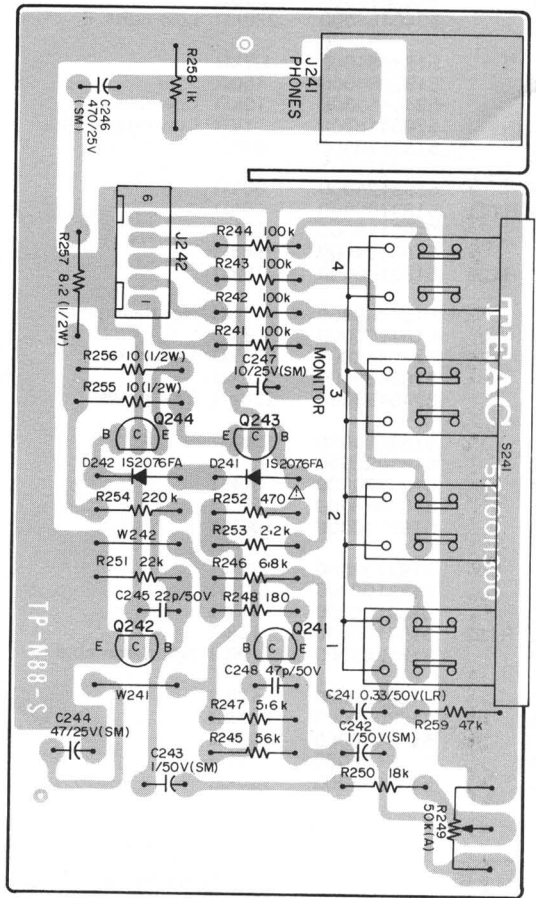 J241
PHONES
R258 1k
C246
470/25V
(SM)
6
J242
1
R257 8.2 (1/2W)
R244 100k
R243 100k
R242 100k
R241 100k
C247
10/25V(SM)
MONITOR
4
3
2
1
TEAC
S241
R256 10 (1/2W)
R255 10 (1/2W)
Q244
B C E
Q243
E C B
D242 1S2076FA
D241 1S2076FA
R254 220k
R252 470
W242
R253 2.2k
R251 22k
R246 6.8k
C245 22p/50V
R248 180
Q242
E C B
Q241
B C E
C248 47p/50V
W241
C241 0.33/50V(LR)
R247 5.6k
C242
1/50V(SM)
R259 47k
C244
47/25V(SM)
R245 56k
C243
1/50V(SM)
R250 18k
R249
50k(A)
TP-N88-S